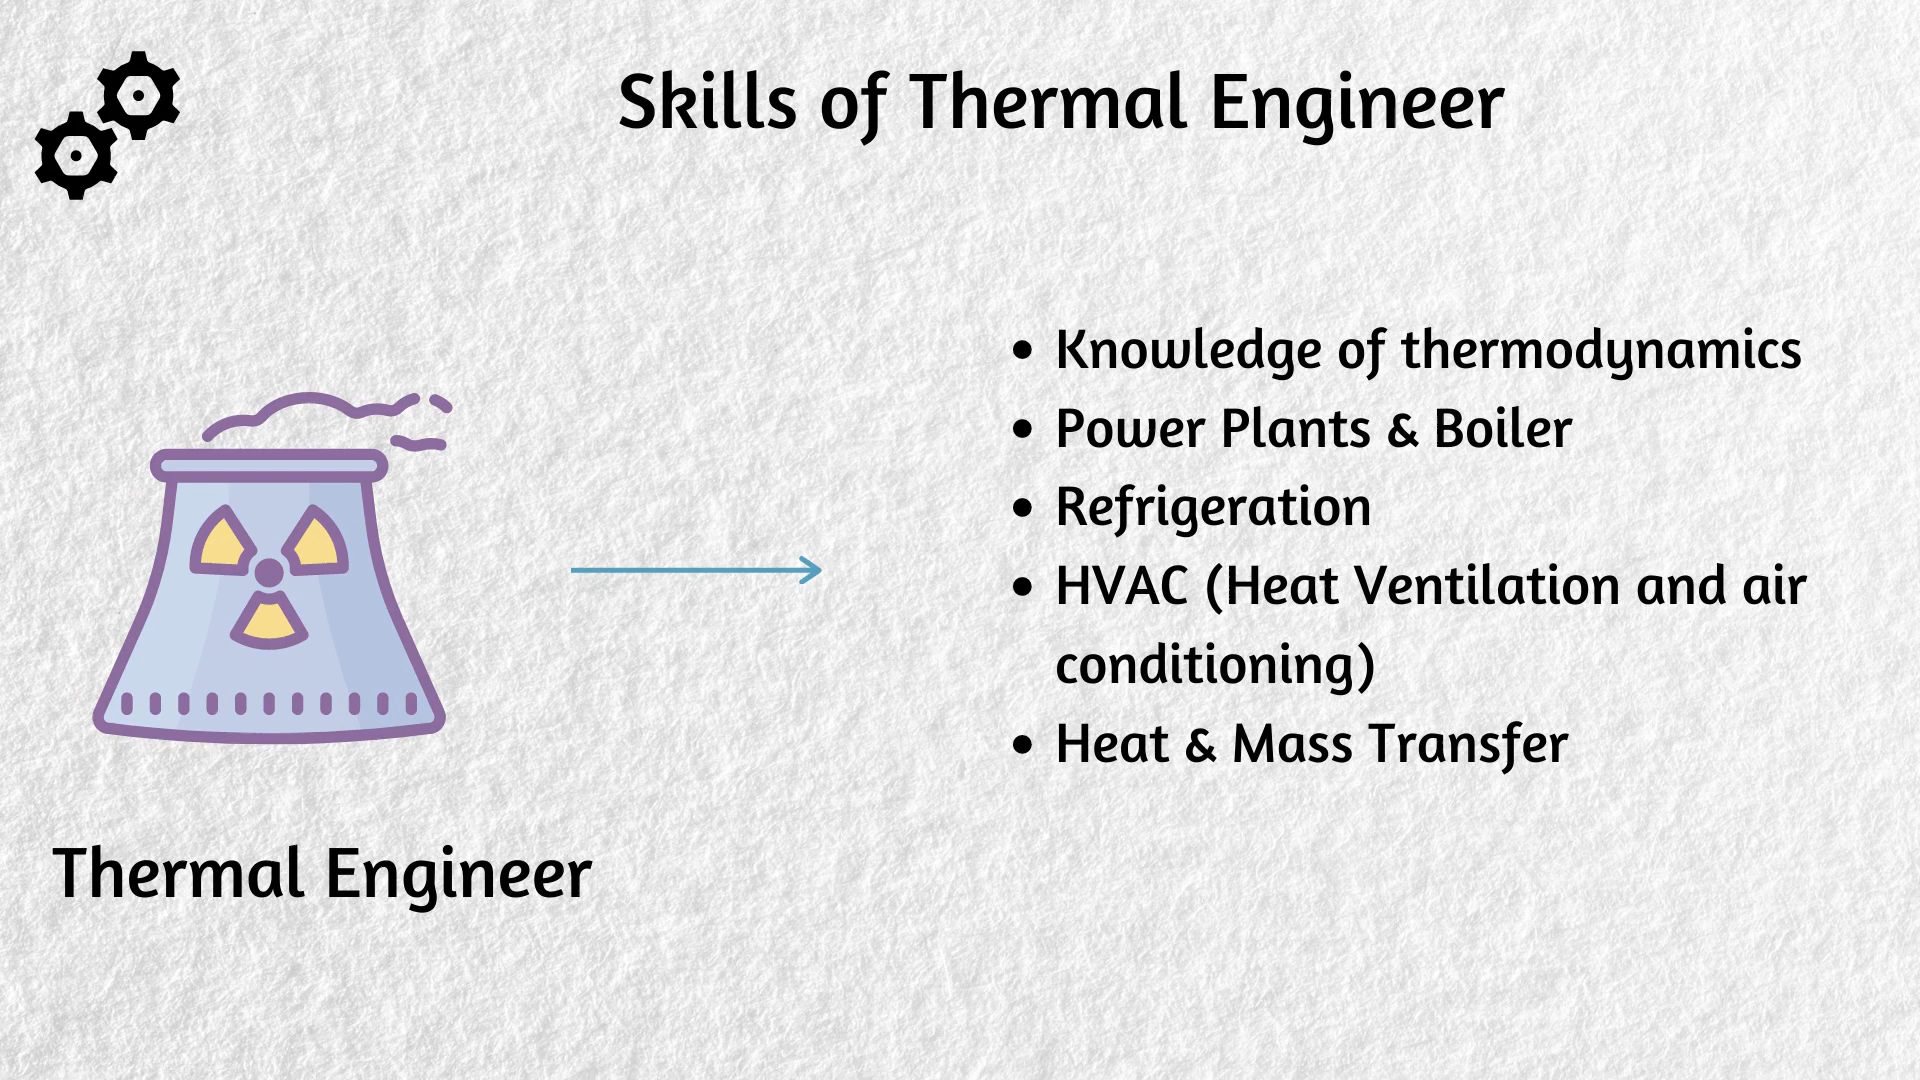 Skills of Thermal Engineer
• Knowledge of thermodynamics
• Power Plants & Boiler
• Refrigeration
• HVAC (Heat Ventilation and air
conditioning)
• Heat & Mass Transfer
Thermal Engineer